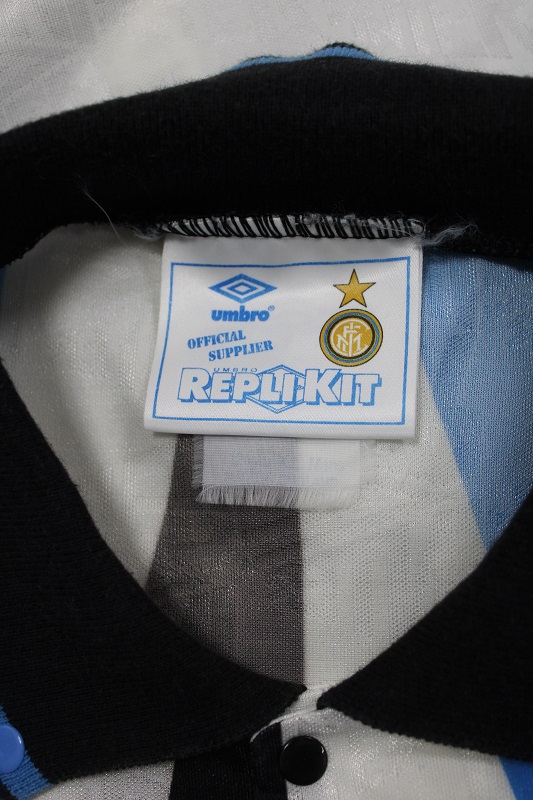 umbro®
OFFICIAL
SUPPLIER
UMBRO
REPLI-KIT